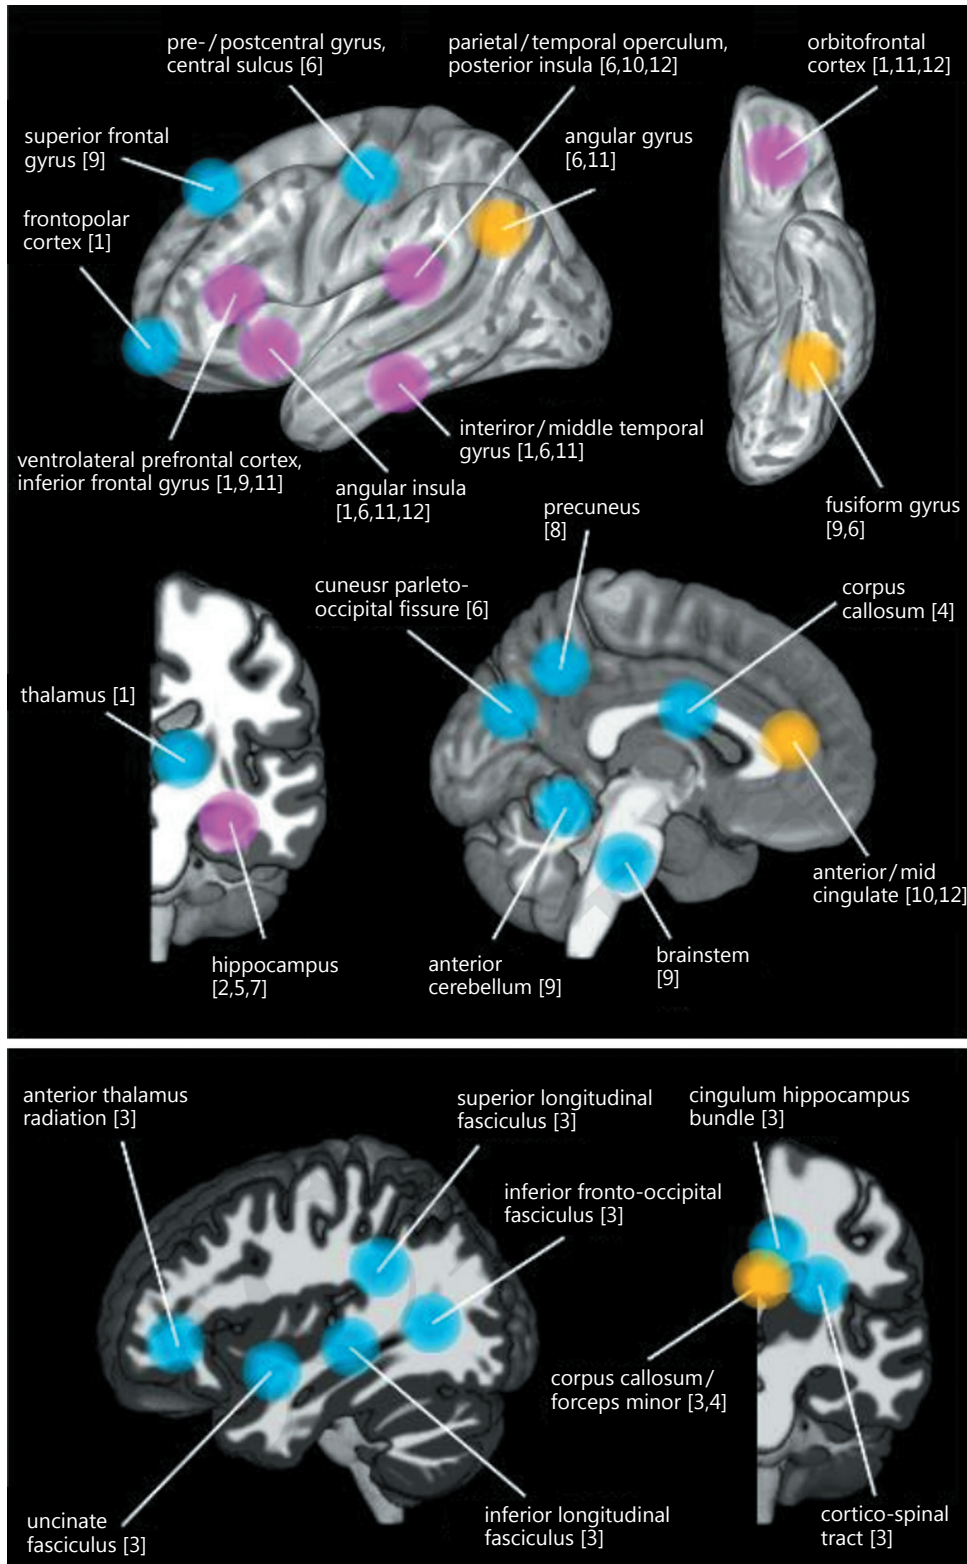 pre-/postcentral gyrus,
central sulcus [6]
parietal/temporal operculum,
posterior insula [6,10,12]
orbitofrontal
cortex [1,11,12]
superior frontal
gyrus [9]
angular gyrus
[6,11]
frontopolar
cortex [1]
interiror/middle temporal
gyrus [1,6,11]
ventrolateral prefrontal cortex,
inferior frontal gyrus [1,9,11]
angular insula
[1,6,11,12]
precuneus
[8]
fusiform gyrus
[9,6]
cuneusr parleto-
occipital fissure [6]
corpus
callosum [4]
thalamus [1]
anterior/mid
cingulate [10,12]
hippocampus
[2,5,7]
anterior
cerebellum [9]
brainstem
[9]
anterior thalamus
radiation [3]
superior longitudinal
fasciculus [3]
cingulum hippocampus
bundle [3]
inferior fronto-occipital
fasciculus [3]
corpus callosum/
forceps minor [3,4]
uncinate
fasciculus [3]
inferior longitudinal
fasciculus [3]
cortico-spinal
tract [3]